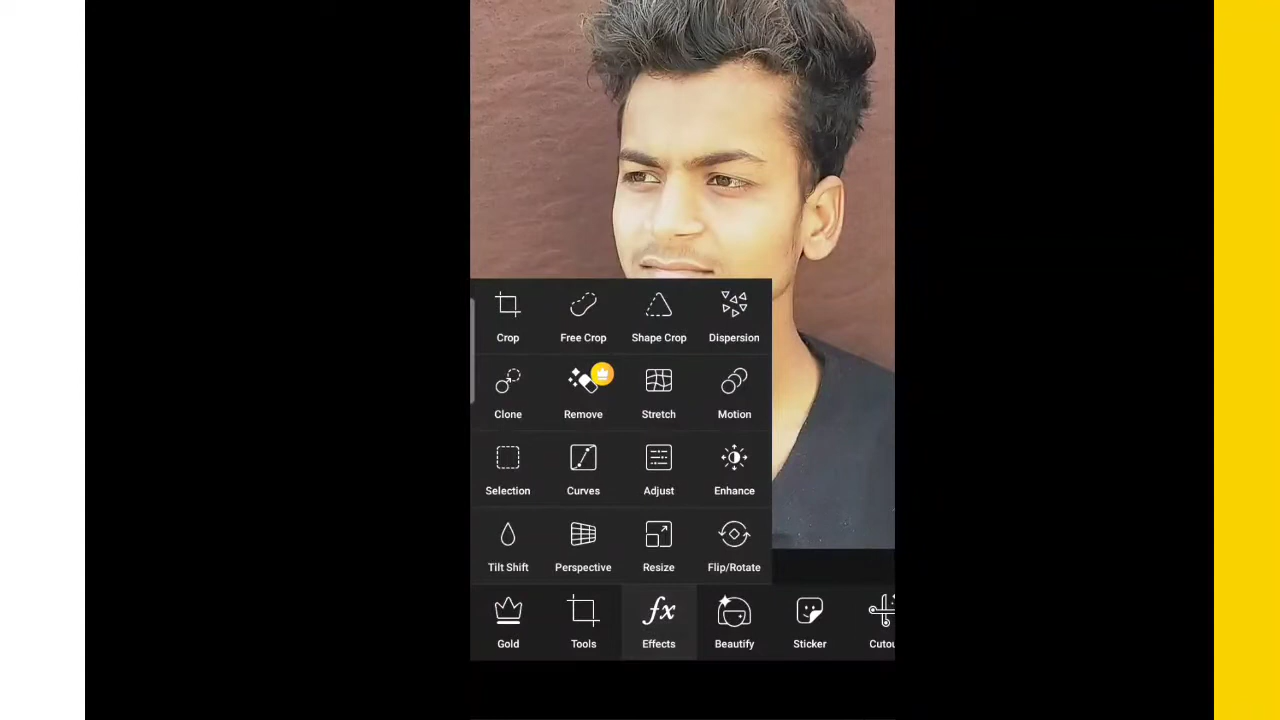 Crop Free Crop Shape Crop Dispersion
Clone Remove Stretch Motion
Selection Curves Adjust Enhance
Tilt Shift Perspective Resize Flip/Rotate
Gold Tools Effects Beautify Sticker Cutou